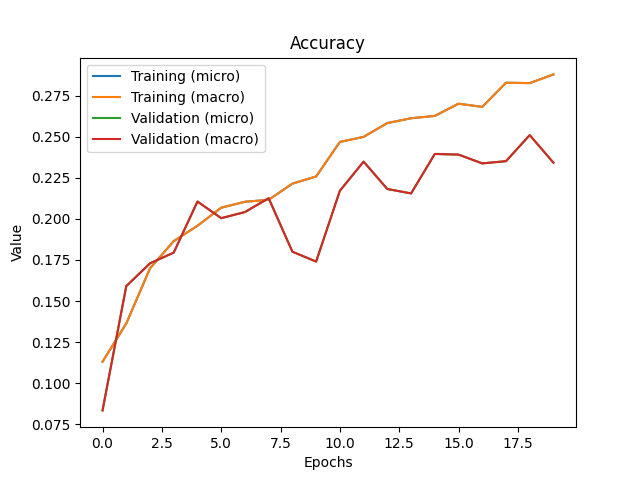 Accuracy
Training (micro)
Training (macro)
Validation (micro)
Validation (macro)
Value
0.275
0.250
0.225
0.200
0.175
0.150
0.125
0.100
0.075
0.0 2.5 5.0 7.5 10.0 12.5 15.0 17.5
Epochs